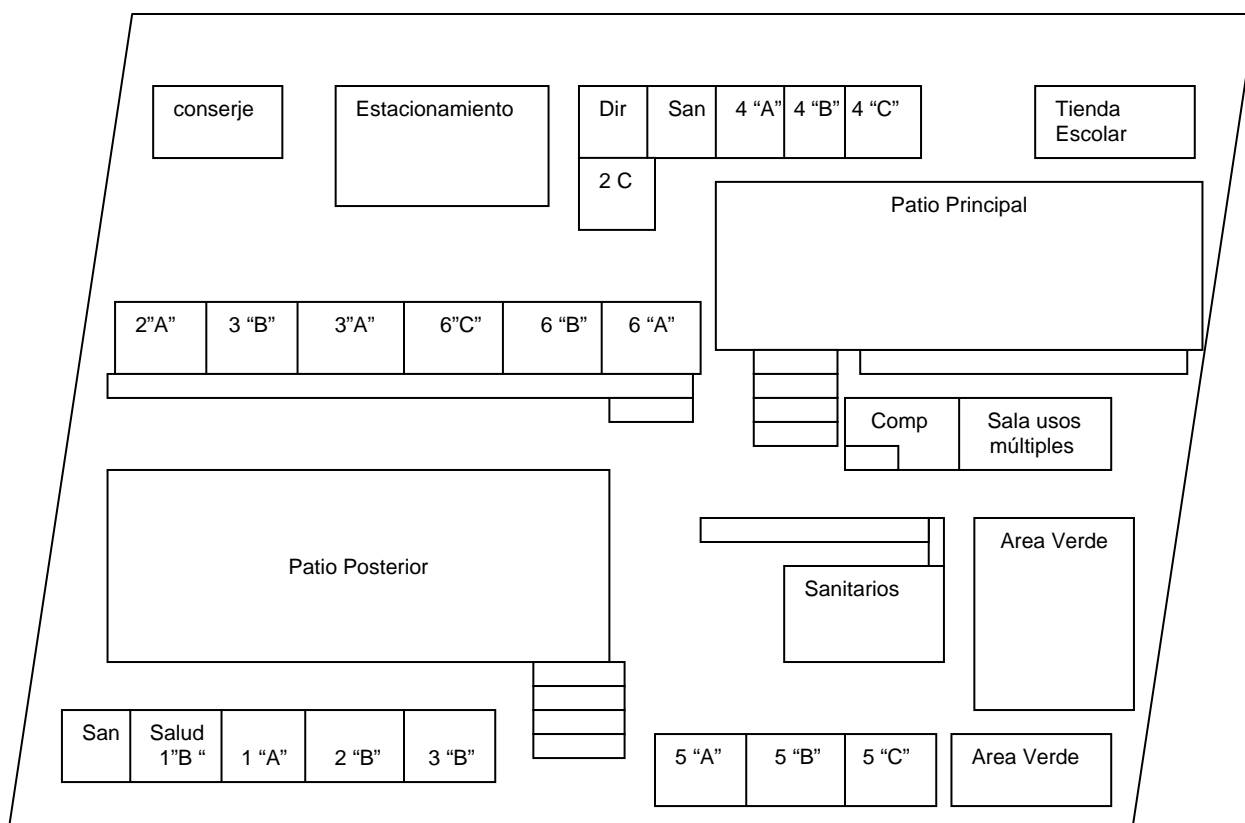 conserje
Estacionamiento
Dir
San
4 “A”
4 “B”
4 “C”
Tienda
Escolar
2 C
Patio Principal
2”A”
3 “B”
3”A”
6”C”
6 “B”
6 “A”
Comp
Sala usos
múltiples
Patio Posterior
Area Verde
Sanitarios
San
Salud
1”B “
1 “A”
2 “B”
3 “B”
5 “A”
5 “B”
5 “C”
Area Verde